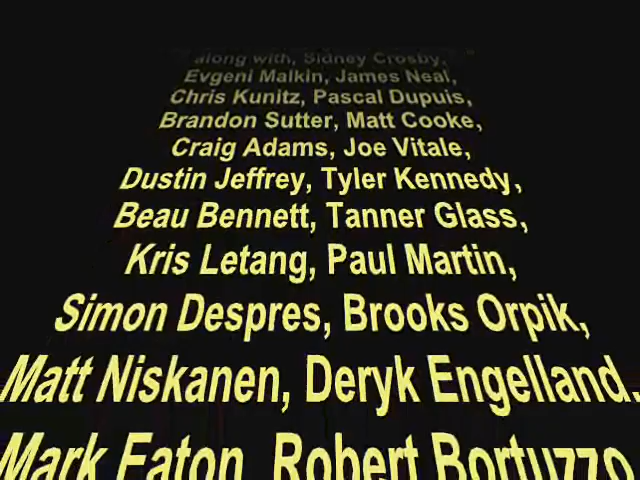 along with, Sidney Crosby,
Evgeni Malkin, James Neal,
Chris Kunitz, Pascal Dupuis,
Brandon Sutter, Matt Cooke,
Craig Adams, Joe Vitale,
Dustin Jeffrey, Tyler Kennedy,
Beau Bennett, Tanner Glass,
Kris Letang, Paul Martin,
Simon Despres, Brooks Orpik,
Matt Niskanen, Deryk Engelland.
Mark Eaton, Robert Bortuzzo